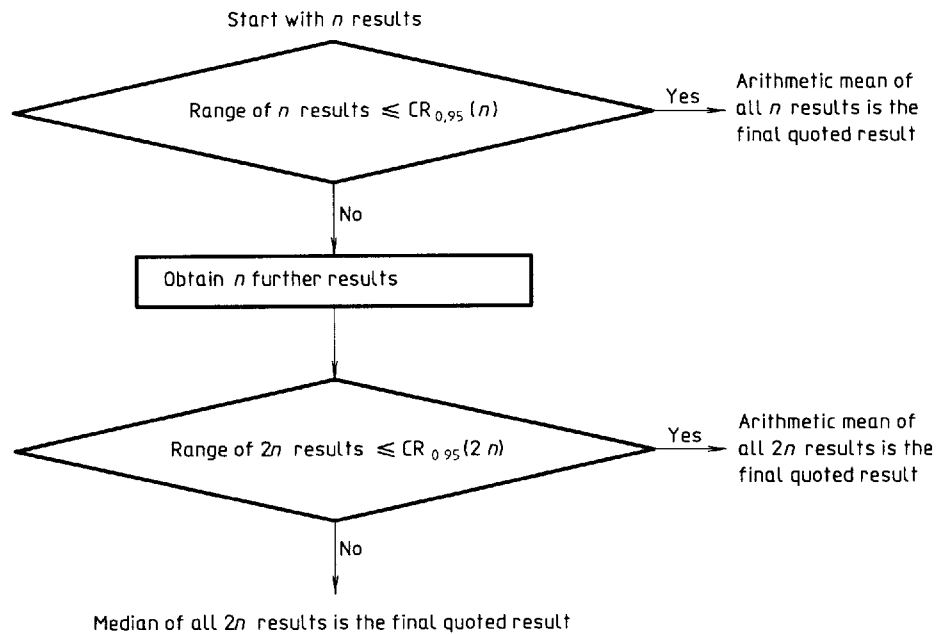 Start with n results
Range of n results ⩽ CR0,95 (n)
Yes
Arithmetic mean of
all n results is the
final quoted result
No
Obtain n further results
Range of 2n results ⩽ CR0 95 (2 n)
Yes
Arithmetic mean of
all 2n results is the
final quoted result
No
Median of all 2n results is the final quoted result